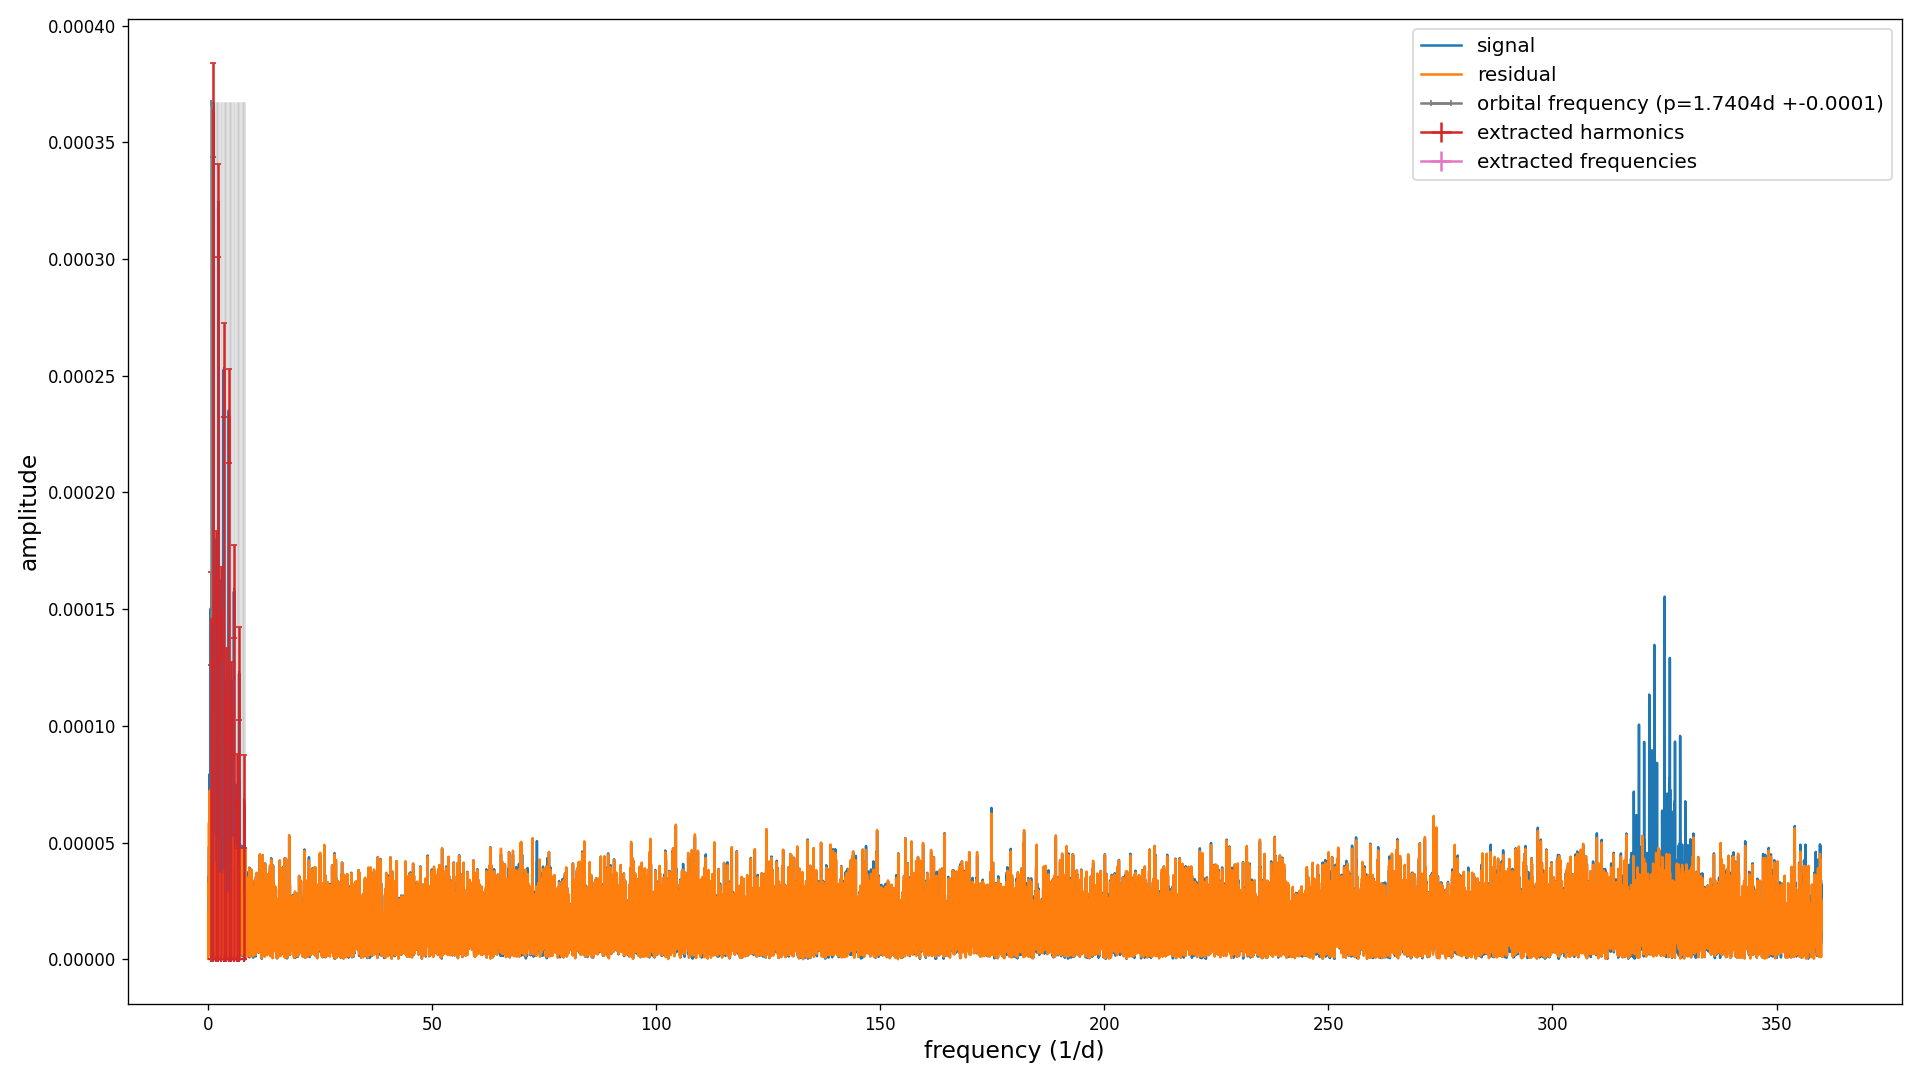 0.00040
0.00035
0.00030
0.00025
0.00020
0.00015
0.00010
0.00005
0.00000
amplitude
signal
residual
orbital frequency (p=1.7404d +-0.0001)
extracted harmonics
extracted frequencies
0 50 100 150 200 250 300 350
frequency (1/d)